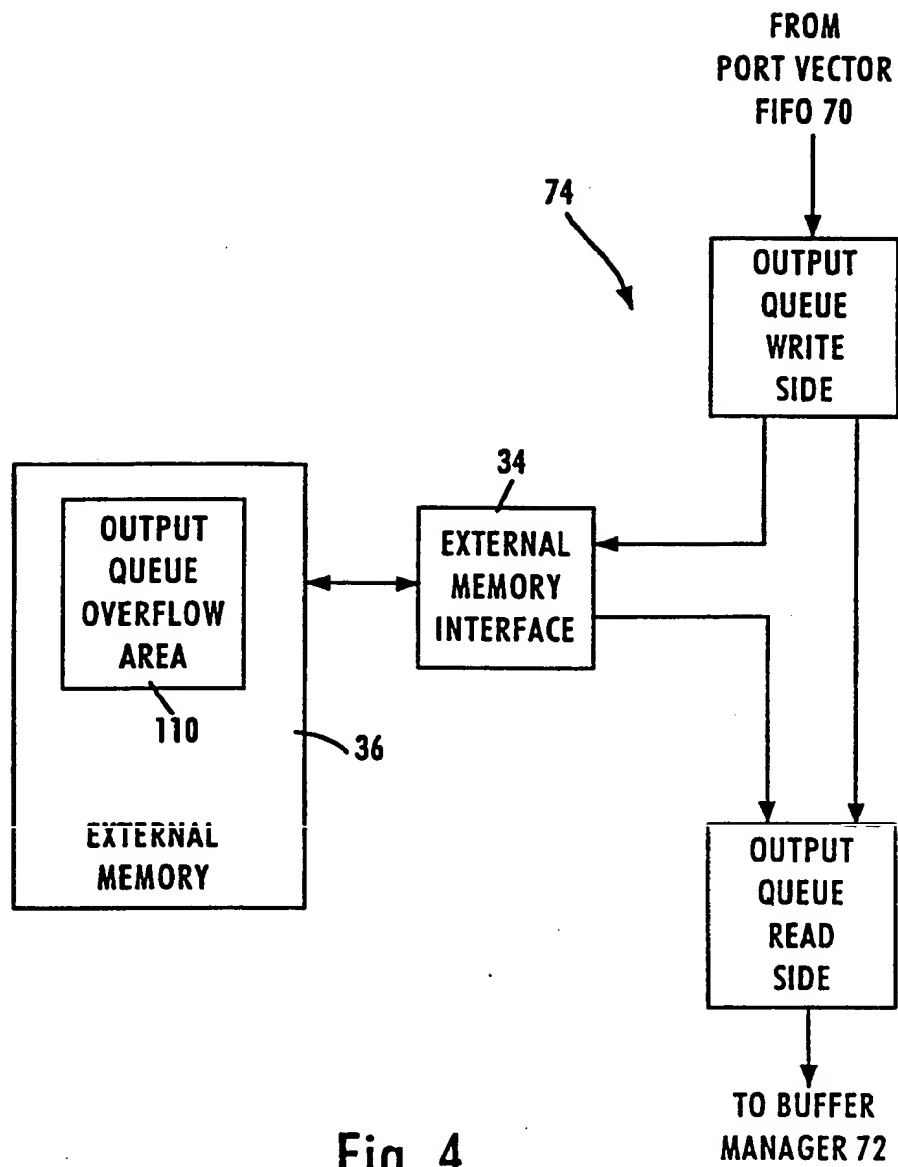 FROM
PORT VECTOR
FIFO 70
74
OUTPUT
QUEUE
WRITE
SIDE
34
EXTERNAL
MEMORY
INTERFACE
OUTPUT
QUEUE
OVERFLOW
AREA
110
36
EXTERNAL
MEMORY
OUTPUT
QUEUE
READ
SIDE
TO BUFFER
MANAGER 72
Fig. 4